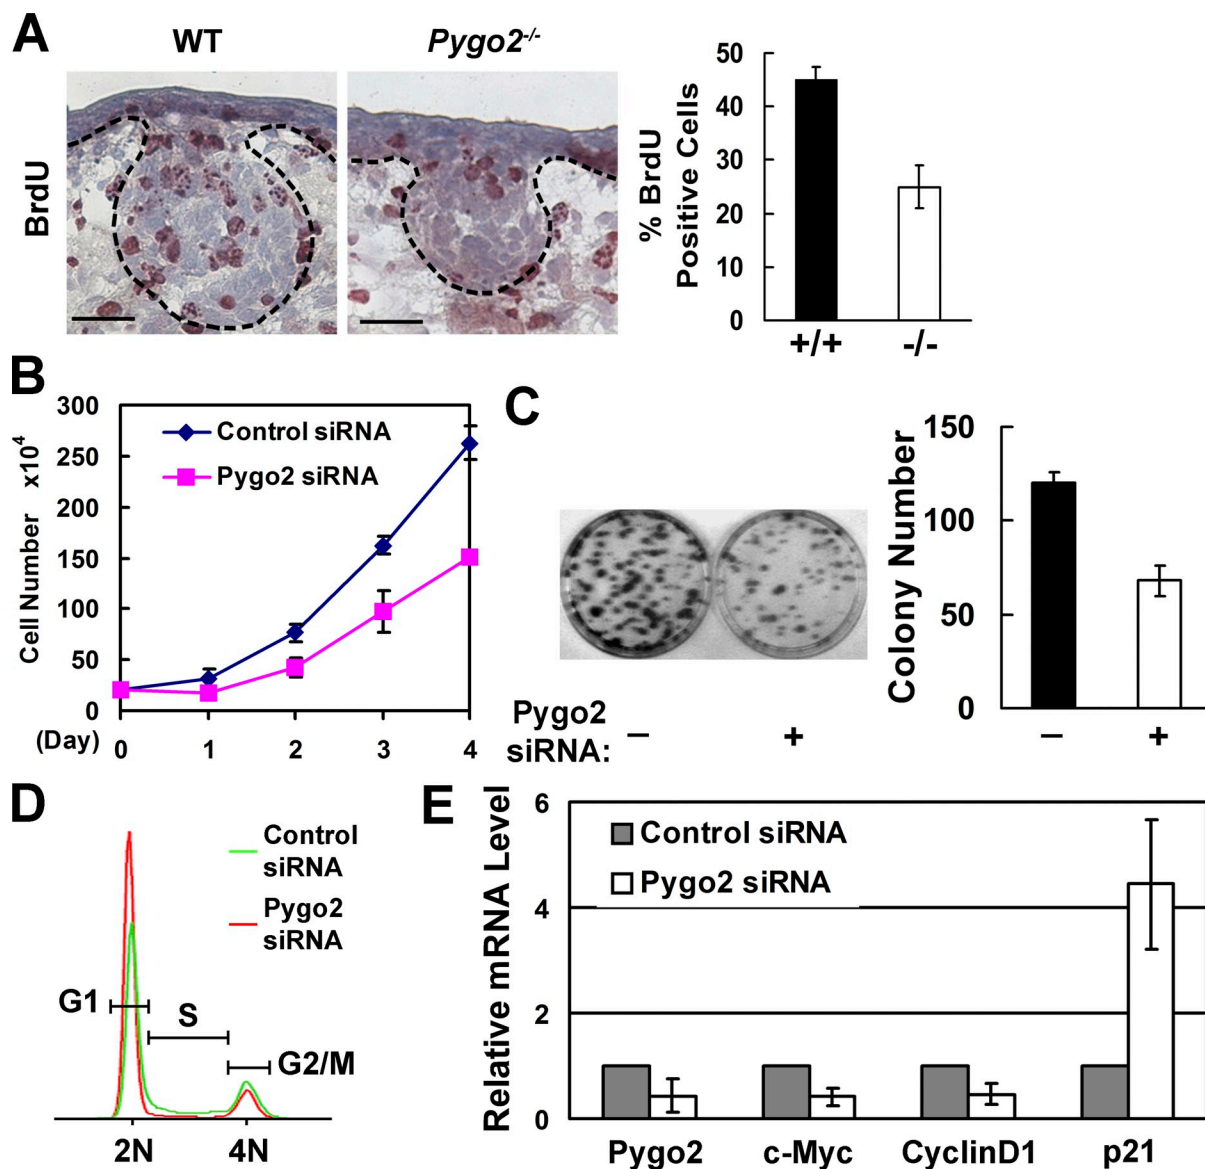 A
WT
Pygo2-/-
BrdU
% BrdU
Positive Cells
50
40
30
20
10
0
+/+
-/-
B
Cell Number x10⁴
300
250
200
150
100
50
0
Control siRNA
Pygo2 siRNA
(Day)
0 1 2 3 4
C
Pygo2
siRNA:
–
+
Colony Number
150
100
50
0
–
+
D
Control
siRNA
Pygo2
siRNA
G1
S
G2/M
2N
4N
E
Relative mRNA Level
6
4
2
0
Control siRNA
Pygo2 siRNA
Pygo2
c-Myc
CyclinD1
p21